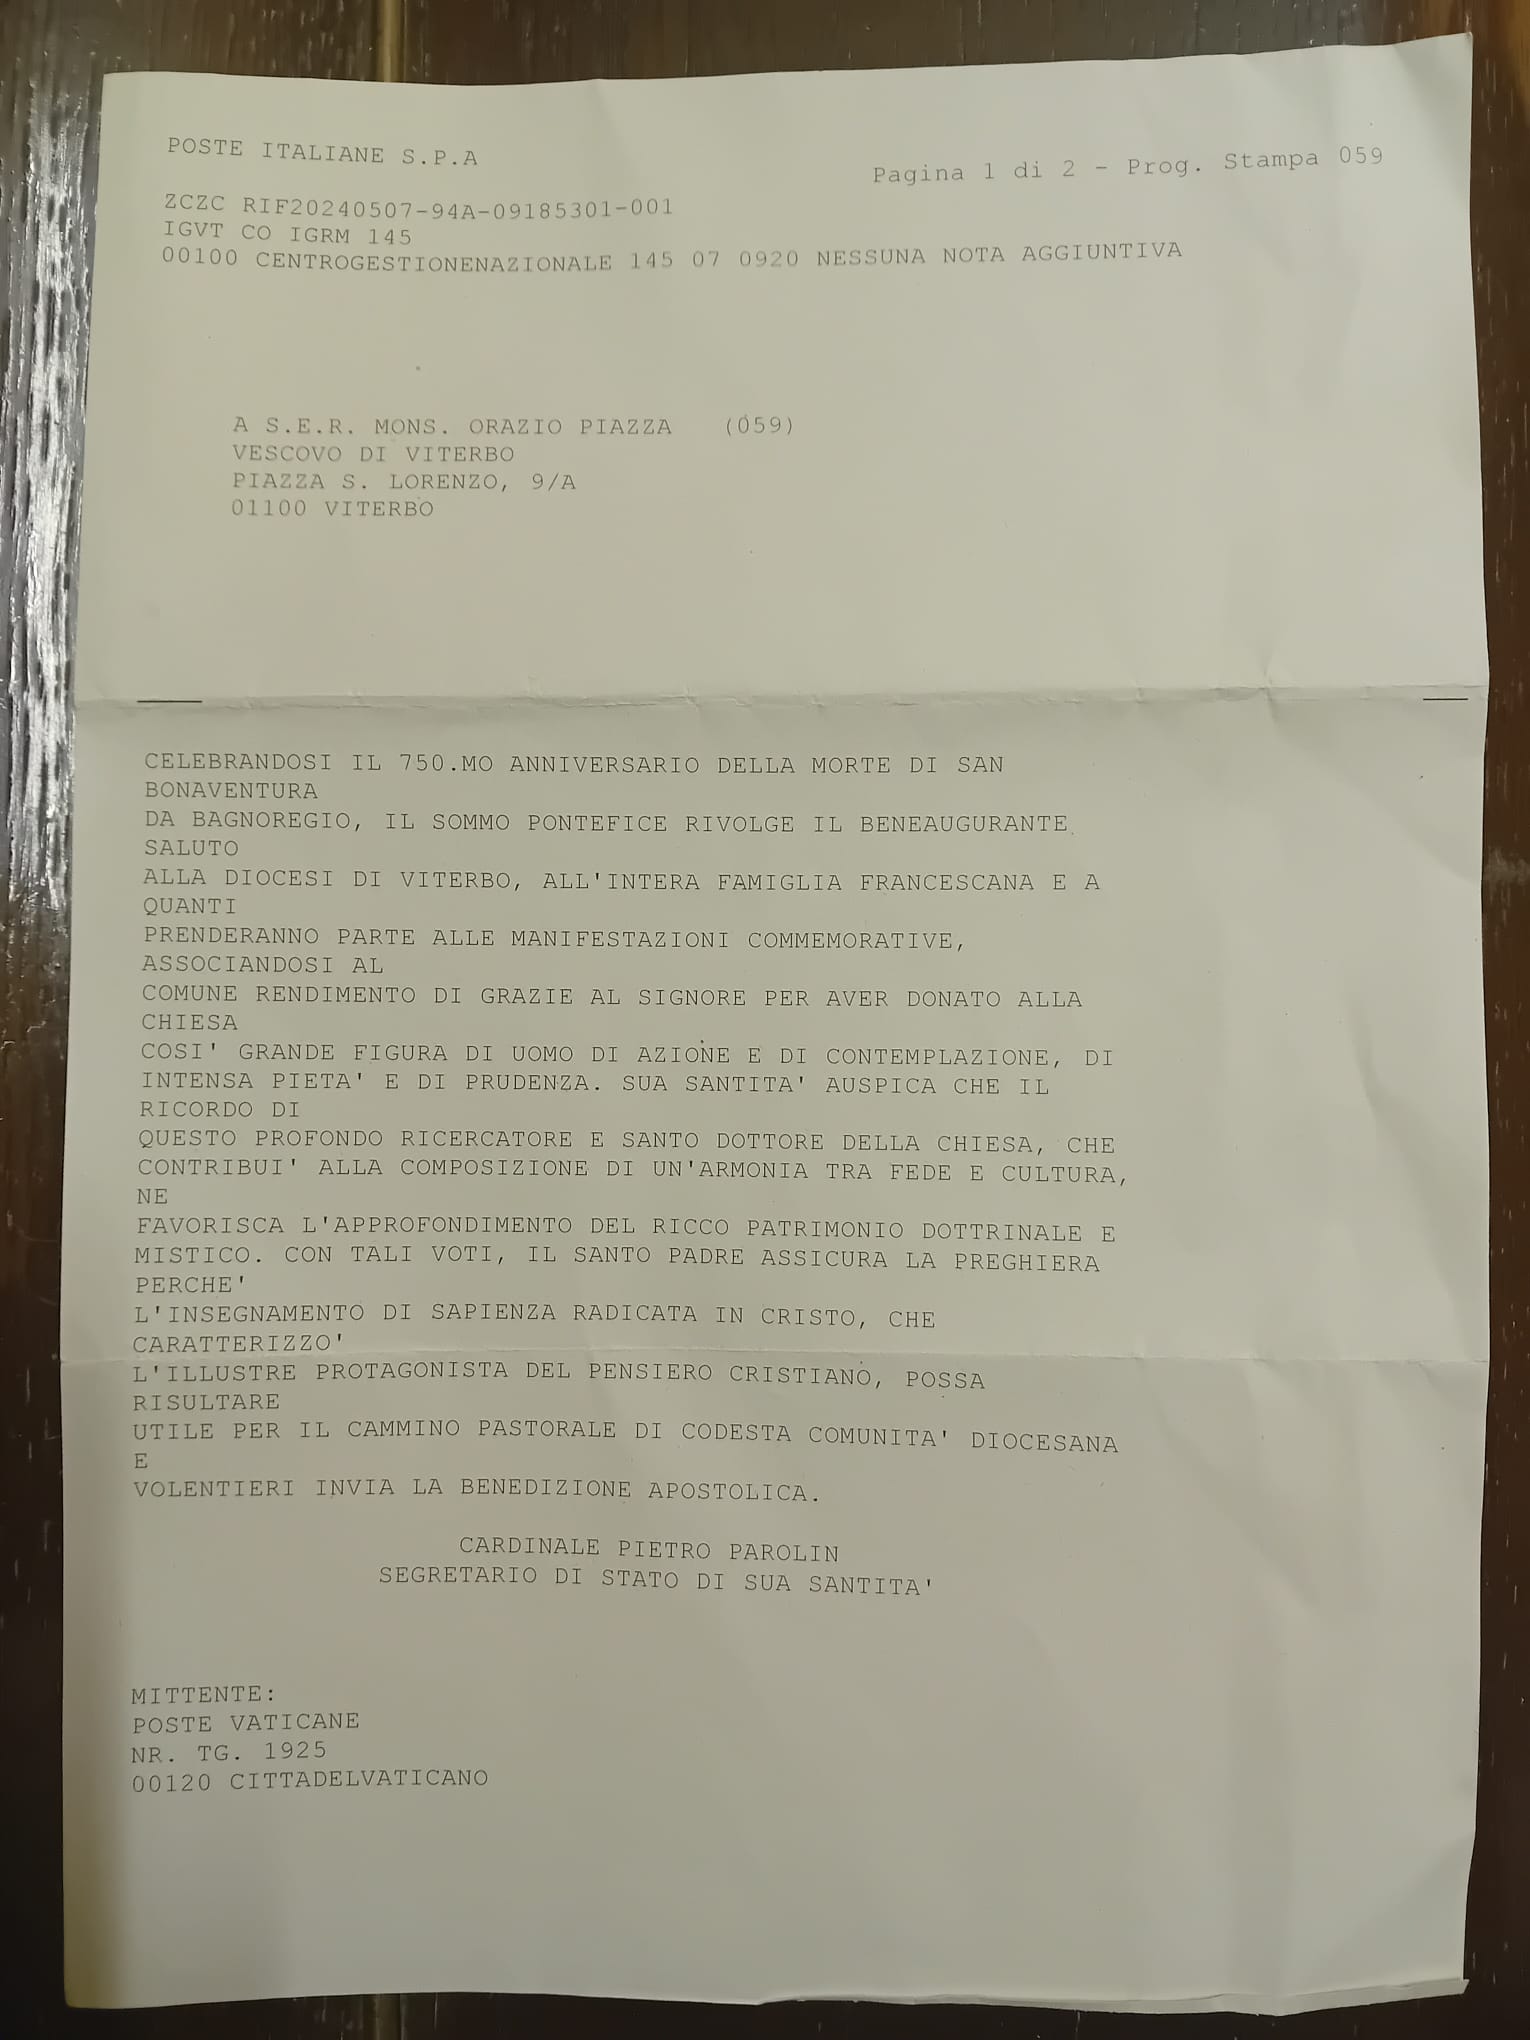 POSTE ITALIANE S.P.A
Pagina 1 di 2 - Prog. Stampa 059
ZCZC RIF20240507-94A-09185301-001
IGVT CO IGRM 145
00100 CENTROGESTIONENAZIONALE 145 07 0920 NESSUNA NOTA AGGIUNTIVA
A S.E.R. MONS. ORAZIO PIAZZA (059)
VESCOVO DI VITERBO
PIAZZA S. LORENZO, 9/A
01100 VITERBO
CELEBRANDOSI IL 750.MO ANNIVERSARIO DELLA MORTE DI SAN
BONAVENTURA
DA BAGNOREGIO, IL SOMMO PONTEFICE RIVOLGE IL BENEAUGURANTE
SALUTO
ALLA DIOCESI DI VITERBO, ALL'INTERA FAMIGLIA FRANCESCANA E A
QUANTI
PRENDERANNO PARTE ALLE MANIFESTAZIONI COMMEMORATIVE,
ASSOCIANDOSI AL
COMUNE RENDIMENTO DI GRAZIE AL SIGNORE PER AVER DONATO ALLA
CHIESA
COSI' GRANDE FIGURA DI UOMO DI AZIONE E DI CONTEMPLAZIONE, DI
INTENSA PIETA' E DI PRUDENZA. SUA SANTITA' AUSPICA CHE IL
RICORDO DI
QUESTO PROFONDO RICERCATORE E SANTO DOTTORE DELLA CHIESA, CHE
CONTRIBUI' ALLA COMPOSIZIONE DI UN'ARMONIA TRA FEDE E CULTURA,
NE
FAVORISCA L'APPROFONDIMENTO DEL RICCO PATRIMONIO DOTTRINALE E
MISTICO. CON TALI VOTI, IL SANTO PADRE ASSICURA LA PREGHIERA
PERCHE'
L'INSEGNAMENTO DI SAPIENZA RADICATA IN CRISTO, CHE
CARATTERIZZO'
L'ILLUSTRE PROTAGONISTA DEL PENSIERO CRISTIANO, POSSA
RISULTARE
UTILE PER IL CAMMINO PASTORALE DI CODESTA COMUNITA' DIOCESANA
E
VOLENTIERI INVIA LA BENEDIZIONE APOSTOLICA.
CARDINALE PIETRO PAROLIN
SEGRETARIO DI STATO DI SUA SANTITA'
MITTENTE:
POSTE VATICANE
NR. TG. 1925
00120 CITTADELVATICANO